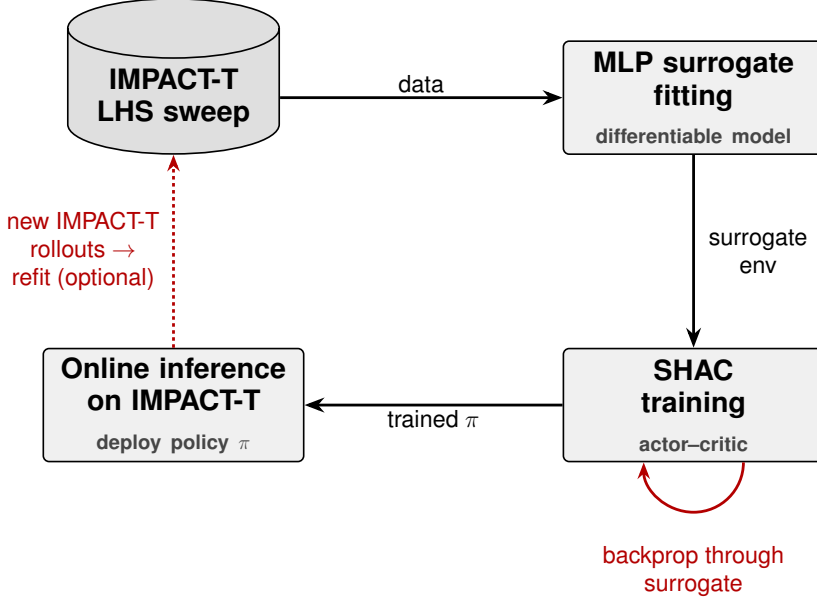 IMPACT-T
LHS sweep
data
MLP surrogate
fitting
differentiable model
surrogate
env
SHAC
training
actor–critic
backprop through
surrogate
trained π
Online inference
on IMPACT-T
deploy policy π
new IMPACT-T
rollouts →
refit (optional)